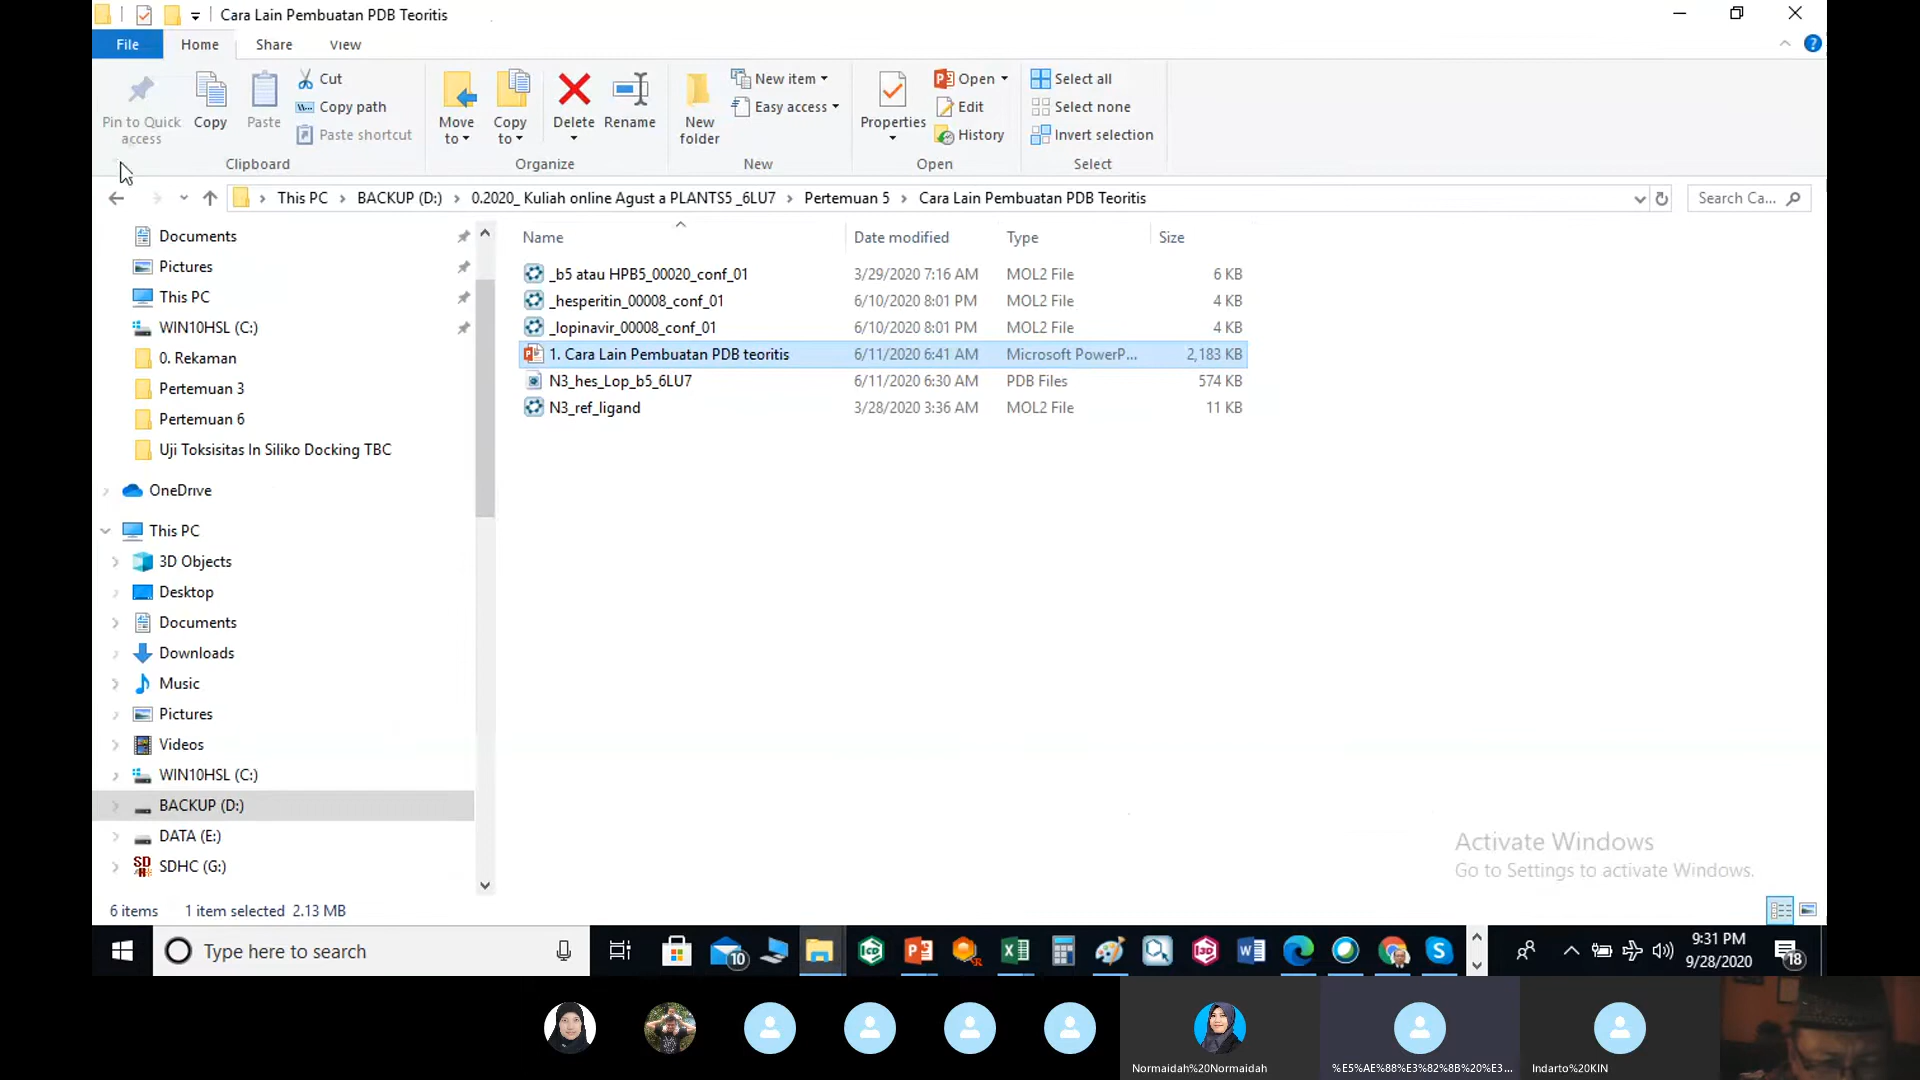 Cara Lain Pembuatan PDB Teoritis
File Home Share View
Pin to Quick access
Copy
Paste
Cut
Copy path
Paste shortcut
Clipboard
Move to
Copy to
Delete
Rename
Organize
New folder
New item
Easy access
New
Properties
Open
Edit
History
Open
Select all
Select none
Invert selection
Select
This PC > BACKUP (D:) > 0.2020_ Kuliah online Agust a PLANTS5 _6LU7 > Pertemuan 5 > Cara Lain Pembuatan PDB Teoritis
Search Ca...
Documents
Pictures
This PC
WIN10HSL (C:)
0. Rekaman
Pertemuan 3
Pertemuan 6
Uji Toksisitas In Siliko Docking TBC
OneDrive
This PC
3D Objects
Desktop
Documents
Downloads
Music
Pictures
Videos
WIN10HSL (C:)
BACKUP (D:)
DATA (E:)
SDHC (G:)
Name Date modified Type Size
_b5 atau HPB5_00020_conf_01 3/29/2020 7:16 AM MOL2 File 6 KB
_hesperitin_00008_conf_01 6/10/2020 8:01 PM MOL2 File 4 KB
_lopinavir_00008_conf_01 6/10/2020 8:01 PM MOL2 File 4 KB
1. Cara Lain Pembuatan PDB teoritis 6/11/2020 6:41 AM Microsoft PowerP... 2,183 KB
N3_hes_Lop_b5_6LU7 6/11/2020 6:30 AM PDB Files 574 KB
N3_ref_ligand 3/28/2020 3:36 AM MOL2 File 11 KB
Activate Windows
Go to Settings to activate Windows.
6 items 1 item selected 2.13 MB
Type here to search
10
9:31 PM
9/28/2020
18
Normaidah%20Normaidah
%E5%AE%88%E3%82%8B%20%E3...
Indarto%20KIN